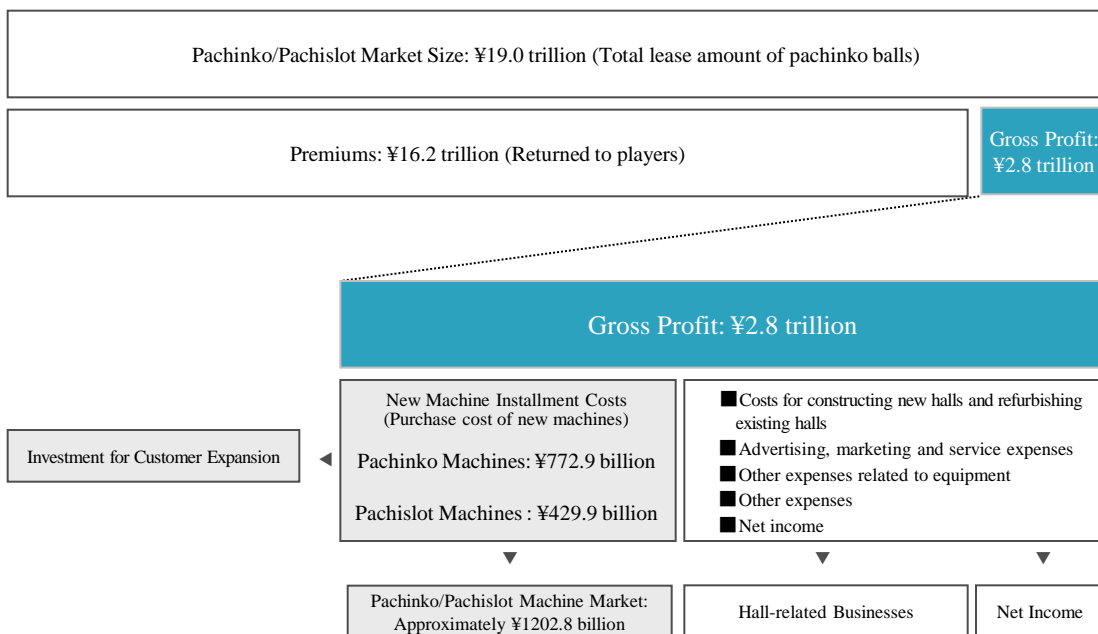 Pachinko/Pachislot Market Size: ¥19.0 trillion (Total lease amount of pachinko balls)
Premiums: ¥16.2 trillion (Returned to players)
Gross Profit:
¥2.8 trillion
Gross Profit: ¥2.8 trillion
New Machine Installment Costs
(Purchase cost of new machines)
Pachinko Machines: ¥772.9 billion
Pachislot Machines : ¥429.9 billion
■Costs for constructing new halls and refurbishing
existing halls
■Advertising, marketing and service expenses
■Other expenses related to equipment
■Other expenses
■Net income
Investment for Customer Expansion
Pachinko/Pachislot Machine Market:
Approximately ¥1202.8 billion
Hall-related Businesses
Net Income